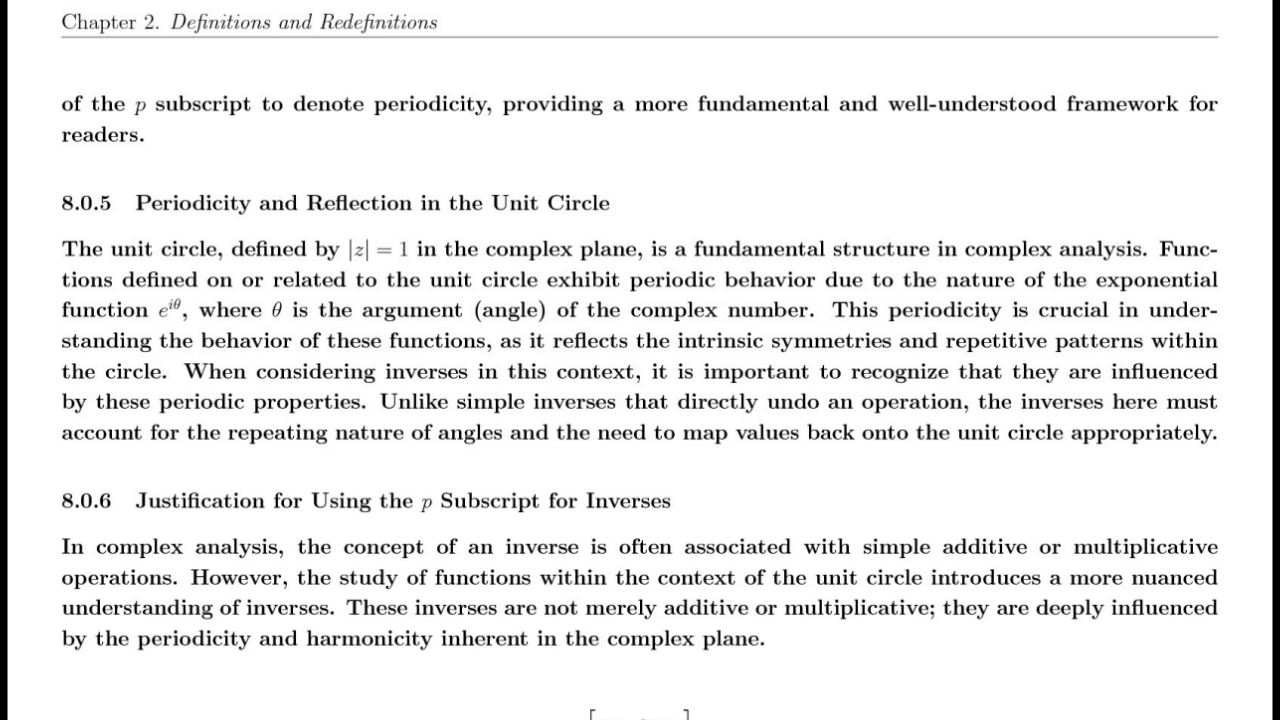 Chapter 2. Definitions and Redefinitions
of the p subscript to denote periodicity, providing a more fundamental and well-understood framework for
readers.
8.0.5 Periodicity and Reflection in the Unit Circle
The unit circle, defined by |z| = 1 in the complex plane, is a fundamental structure in complex analysis. Func-
tions defined on or related to the unit circle exhibit periodic behavior due to the nature of the exponential
function e^{iθ}, where θ is the argument (angle) of the complex number. This periodicity is crucial in under-
standing the behavior of these functions, as it reflects the intrinsic symmetries and repetitive patterns within
the circle. When considering inverses in this context, it is important to recognize that they are influenced
by these periodic properties. Unlike simple inverses that directly undo an operation, the inverses here must
account for the repeating nature of angles and the need to map values back onto the unit circle appropriately.
8.0.6 Justification for Using the p Subscript for Inverses
In complex analysis, the concept of an inverse is often associated with simple additive or multiplicative
operations. However, the study of functions within the context of the unit circle introduces a more nuanced
understanding of inverses. These inverses are not merely additive or multiplicative; they are deeply influenced
by the periodicity and harmonicity inherent in the complex plane.